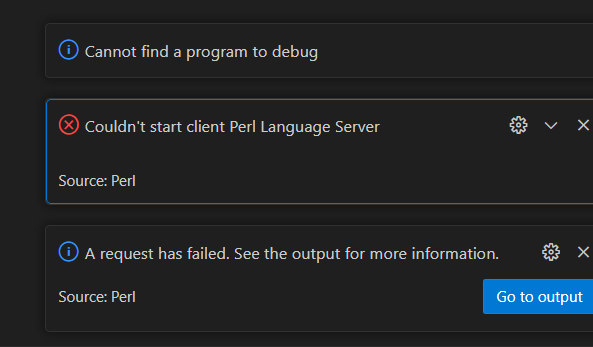 Cannot find a program to debug
Couldn't start client Perl Language Server
Source: Perl
A request has failed. See the output for more information.
Source: Perl
Go to output